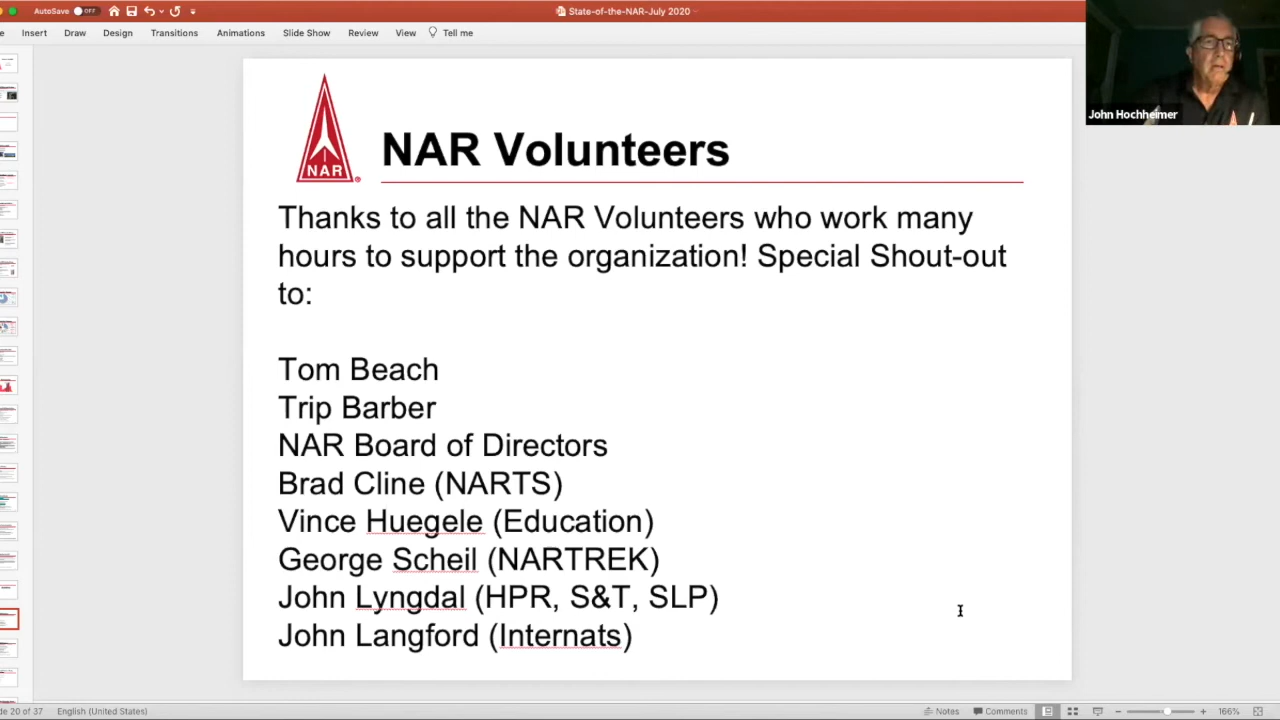 AutoSave OFF
State-of-the-NAR-July 2020
Insert Draw Design Transitions Animations Slide Show Review View Tell me
John Hochheimer
NAR
NAR Volunteers
Thanks to all the NAR Volunteers who work many
hours to support the organization! Special Shout-out
to:
Tom Beach
Trip Barber
NAR Board of Directors
Brad Cline (NARTS)
Vince Huegele (Education)
George Scheil (NARTREK)
John Lyngdal (HPR, S&T, SLP)
John Langford (Internats)
de 20 of 37 English (United States) Notes Comments 166%